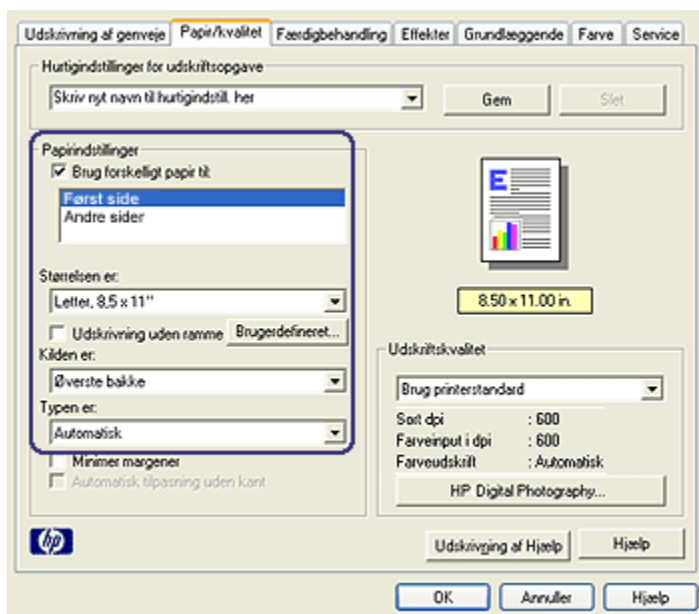 Udskrivning af genveje Papir/kvalitet Færdigbehandling Effekter Grundlæggende Farve Service
Hurtigindstillinger for udskriftsopgave
Skriv nyt navn til hurtigindstill. her
Gem
Slet
Papirindstillinger
Brug forskelligt papir til:
Først side
Andre sider
Størrelsen er:
Letter, 8,5 x 11"
Udskrivning uden ramme
Brugerdefineret...
Kilden er:
Øverste bakke
Typen er:
Automatisk
Minimer margener
Automatisk tilpasning uden kant
E
8.50 x 11.00 in.
Udskriftskvalitet
Brug printerstandard
Sort dpi : 600
Farveinput i dpi : 600
Farveudskrift : Automatisk
HP Digital Photography...
hp
Udskrivning af Hjælp
Hjælp
OK
Annuller
Hjælp